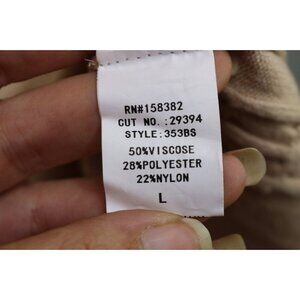 RN#158382
CUT NO.:29394
STYLE:353BS
50%VISCOSE
28%POLYESTER
22%NYLON
L